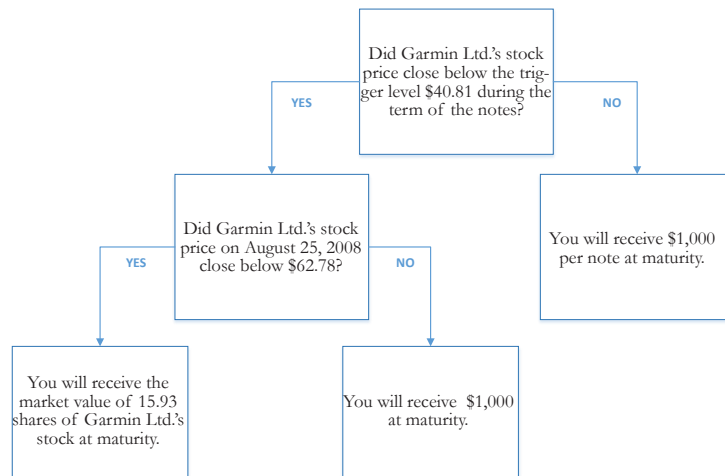 Did Garmin Ltd.'s stock
price close below the trig-
ger level $40.81 during the
term of the notes?
YES
NO
Did Garmin Ltd.'s stock
price on August 25, 2008
close below $62.78?
You will receive $1,000
per note at maturity.
YES
NO
You will receive the
market value of 15.93
shares of Garmin Ltd.'s
stock at maturity.
You will receive $1,000
at maturity.